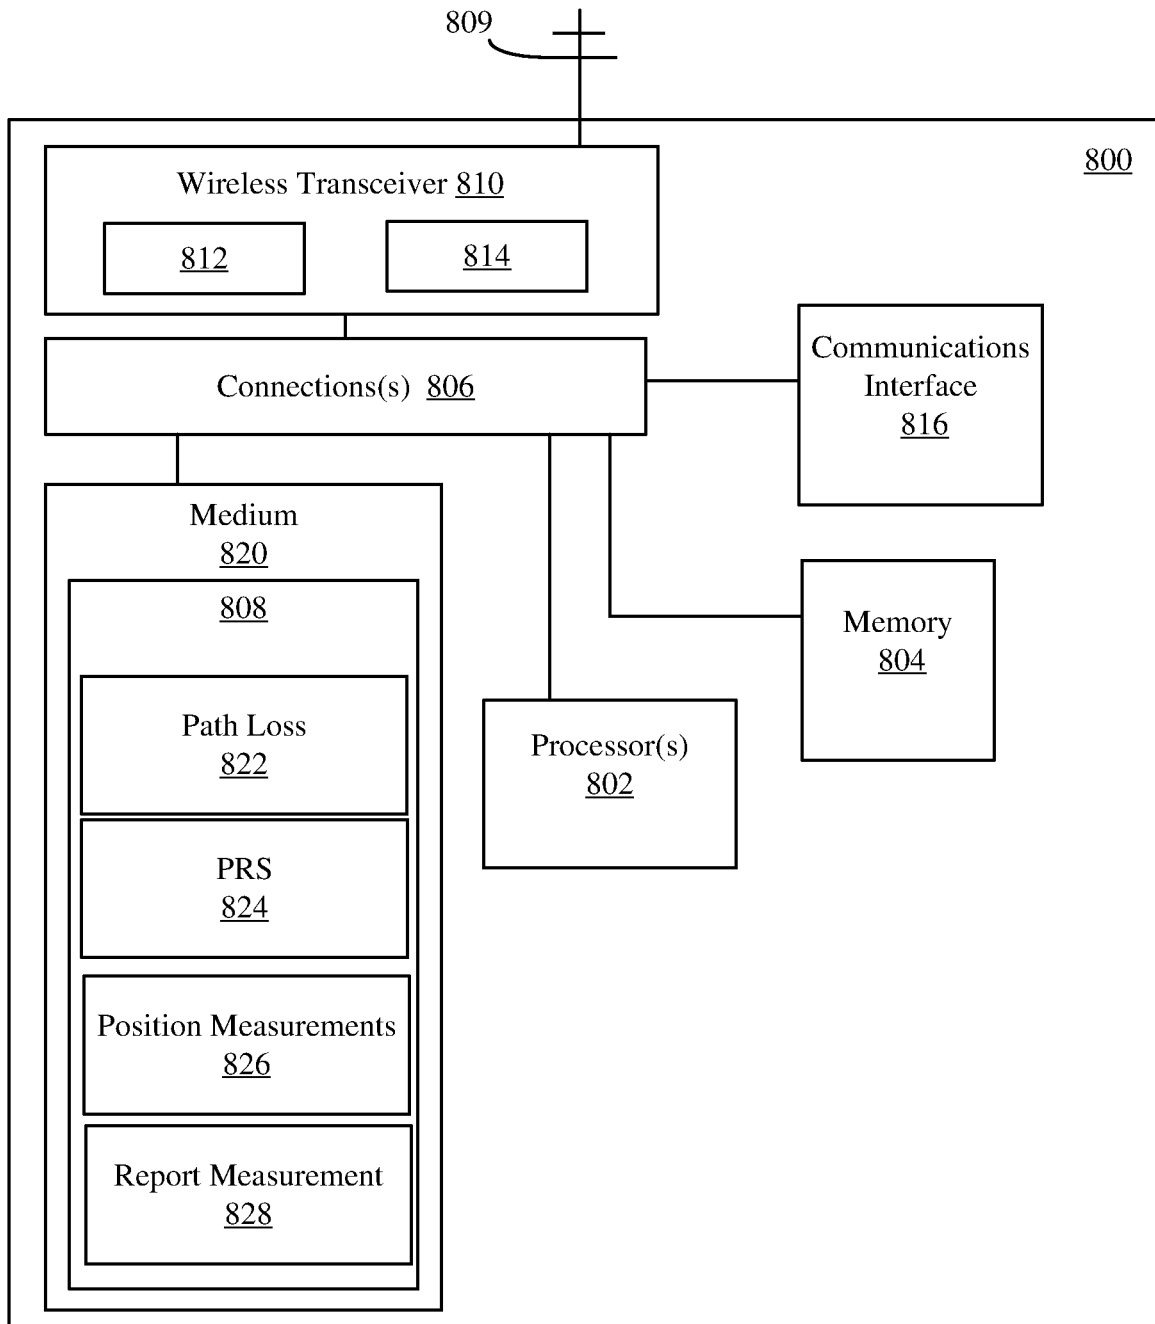 809
800
Wireless Transceiver 810
812
814
Connections(s) 806
Communications
Interface
816
Medium
820
808
Memory
804
Path Loss
822
Processor(s)
802
PRS
824
Position Measurements
826
Report Measurement
828